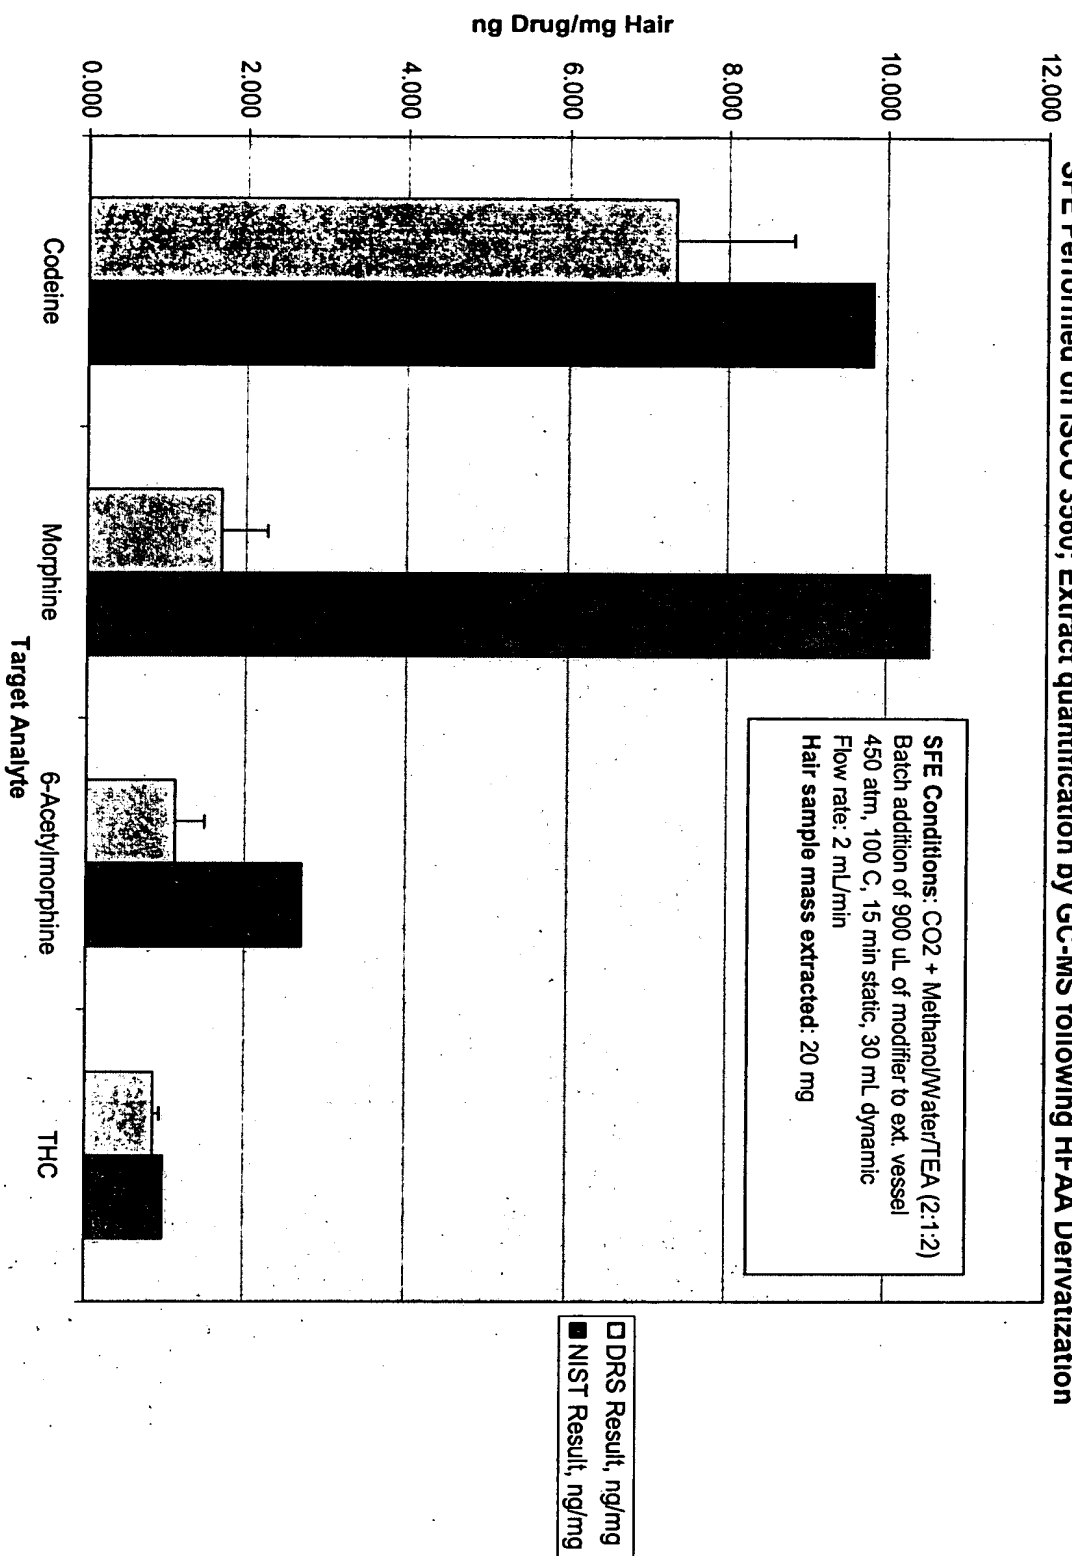 SFE Performed on ISCO 3560; Extract quantification by GC-MS following HFAA Derivatization
12.000
10.000
8.000
6.000
4.000
2.000
0.000
ng Drug/mg Hair
SFE Conditions: CO2 + Methanol/Water/TEA (2:1:2)
Batch addition of 900 uL of modifier to ext. vessel
450 atm, 100 C, 15 min static, 30 mL dynamic
Flow rate: 2 mL/min
Hair sample mass extracted: 20 mg
DRS Result, ng/mg
NIST Result, ng/mg
Codeine
Morphine
6-Acetylmorphine
THC
Target Analyte